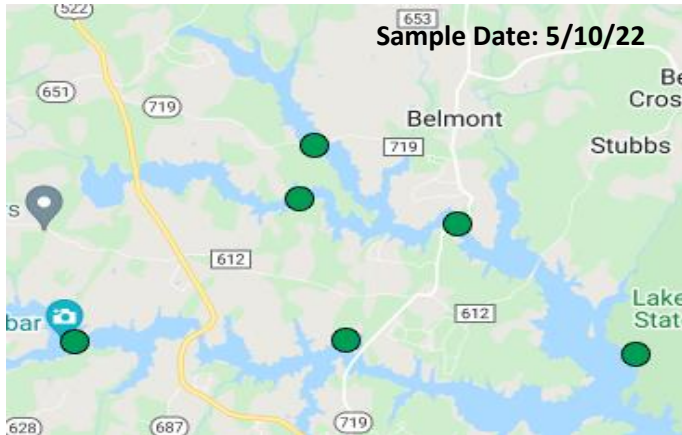 522
653
Sample Date: 5/10/22
651
719
Be
Cros
Belmont
719
Stubbs
s
612
Lake
State
612
bar
628
687
719